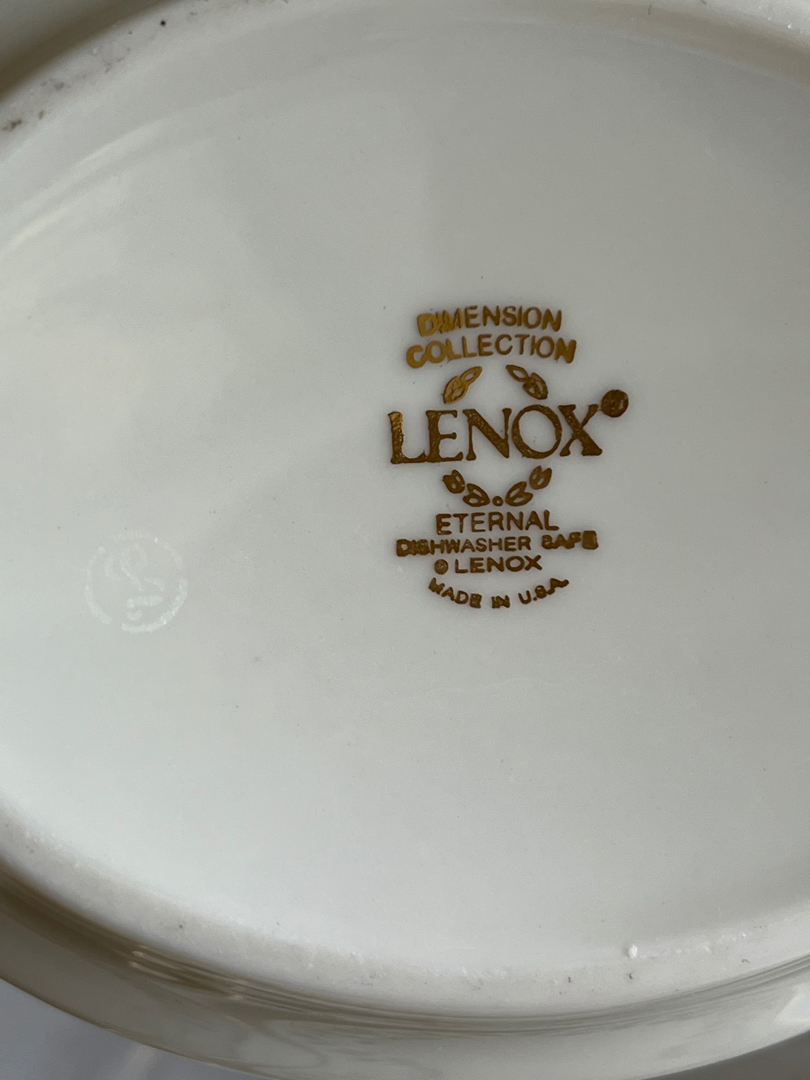 DIMENSION
COLLECTION
LENOX®
ETERNAL
DISHWASHER SAFE
© LENOX
MADE IN U.S.A.